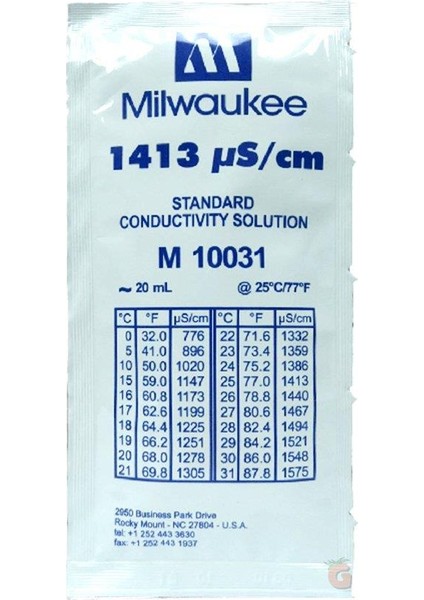 Milwaukee
1413 µS/cm
STANDARD
CONDUCTIVITY SOLUTION
M 10031
~ 20 mL @ 25°C/77°F
°C °F µS/cm °C °F µS/cm
0 32.0 776 22 71.6 1332
5 41.0 896 23 73.4 1359
10 50.0 1020 24 75.2 1386
15 59.0 1147 25 77.0 1413
16 60.8 1173 26 78.8 1440
17 62.6 1199 27 80.6 1467
18 64.4 1225 28 82.4 1494
19 66.2 1251 29 84.2 1521
20 68.0 1278 30 86.0 1548
21 69.8 1305 31 87.8 1575
2950 Business Park Drive
Rocky Mount - NC 27804 - U.S.A.
tel: +1 252 443 3630
fax: +1 252 443 1937
G